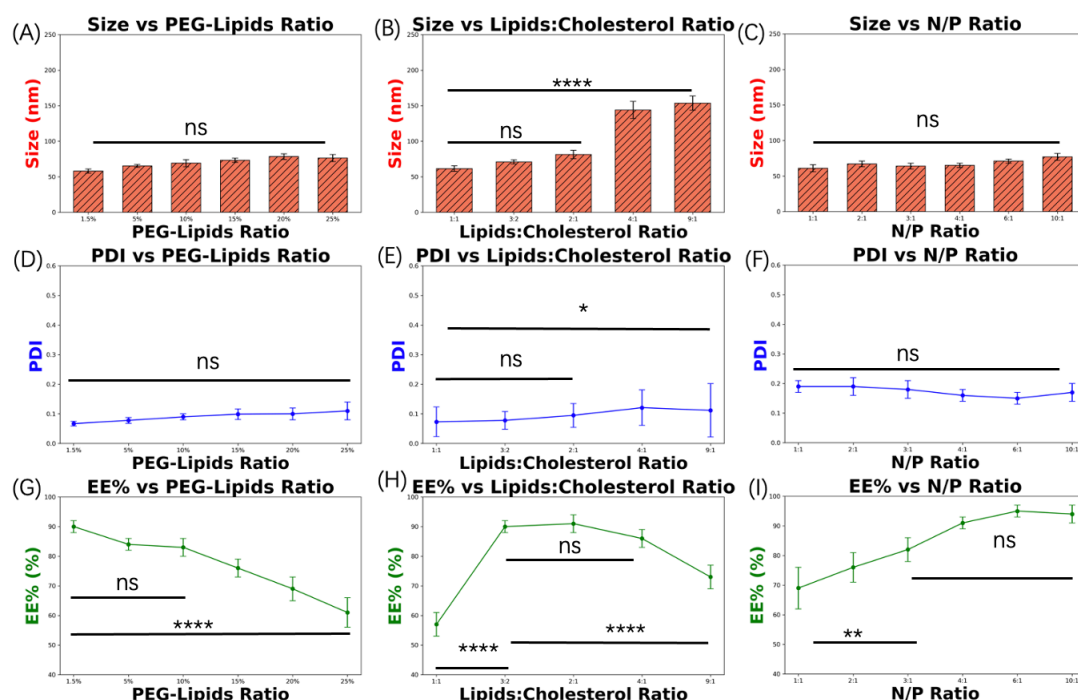 (A)
Size vs PEG-Lipids Ratio
Size (nm)
250
200
150
100
50
0
ns
1.5% 5% 10% 15% 20% 25%
PEG-Lipids Ratio
(B)
Size vs Lipids:Cholesterol Ratio
Size (nm)
250
200
150
100
50
0
****
ns
1:1 3:2 2:1 4:1 9:1
Lipids:Cholesterol Ratio
(C)
Size vs N/P Ratio
Size (nm)
250
200
150
100
50
0
ns
1:1 2:1 3:1 4:1 6:1 10:1
N/P Ratio
(D)
PDI vs PEG-Lipids Ratio
PDI
0.6
0.5
0.4
0.3
0.2
0.1
0.0
ns
1.5% 5% 10% 15% 20% 25%
PEG-Lipids Ratio
(E)
PDI vs Lipids:Cholesterol Ratio
PDI
0.6
0.5
0.4
0.3
0.2
0.1
0.0
*
ns
1:1 3:2 2:1 4:1 9:1
Lipids:Cholesterol Ratio
(F)
PDI vs N/P Ratio
PDI
0.6
0.5
0.4
0.3
0.2
0.1
0.0
ns
1:1 2:1 3:1 4:1 6:1 10:1
N/P Ratio
(G)
EE% vs PEG-Lipids Ratio
EE% (%)
100
90
80
70
60
50
40
ns
****
1.5% 5% 10% 15% 20% 25%
PEG-Lipids Ratio
(H)
EE% vs Lipids:Cholesterol Ratio
EE% (%)
100
90
80
70
60
50
40
ns
****
****
1:1 3:2 2:1 4:1 9:1
Lipids:Cholesterol Ratio
(I)
EE% vs N/P Ratio
EE% (%)
100
90
80
70
60
50
40
ns
**
1:1 2:1 3:1 4:1 6:1 10:1
N/P Ratio